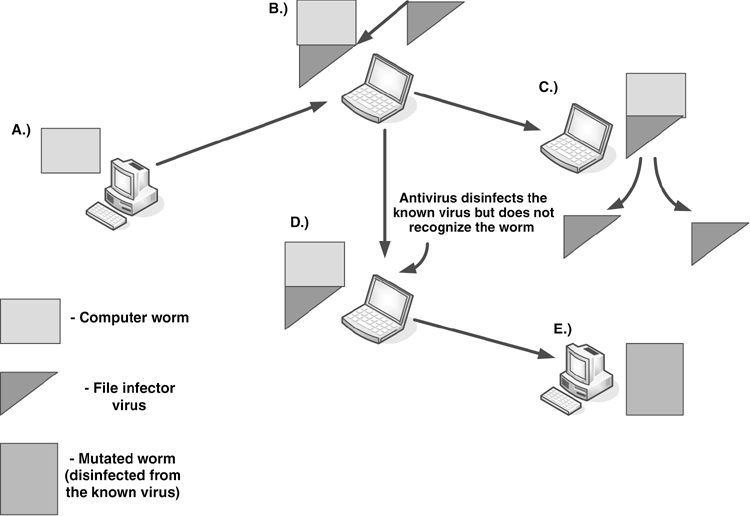 B.)
C.)
A.)
Antivirus disinfects the
known virus but does not
recognize the worm
D.)
- Computer worm
E.)
- File infector
virus
- Mutated worm
(disinfected from
the known virus)